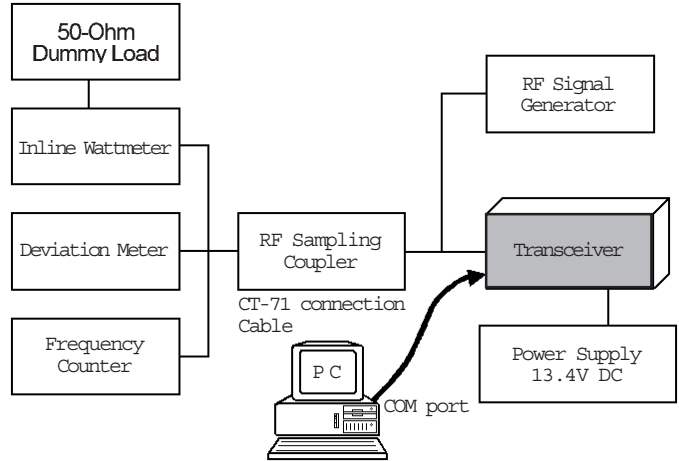 50-Ohm
Dummy Load
RF Signal
Generator
Inline Wattmeter
Deviation Meter
RF Sampling
Coupler
Transceiver
CT-71 connection
Cable
Frequency
Counter
PC
Power Supply
13.4V DC
COM port